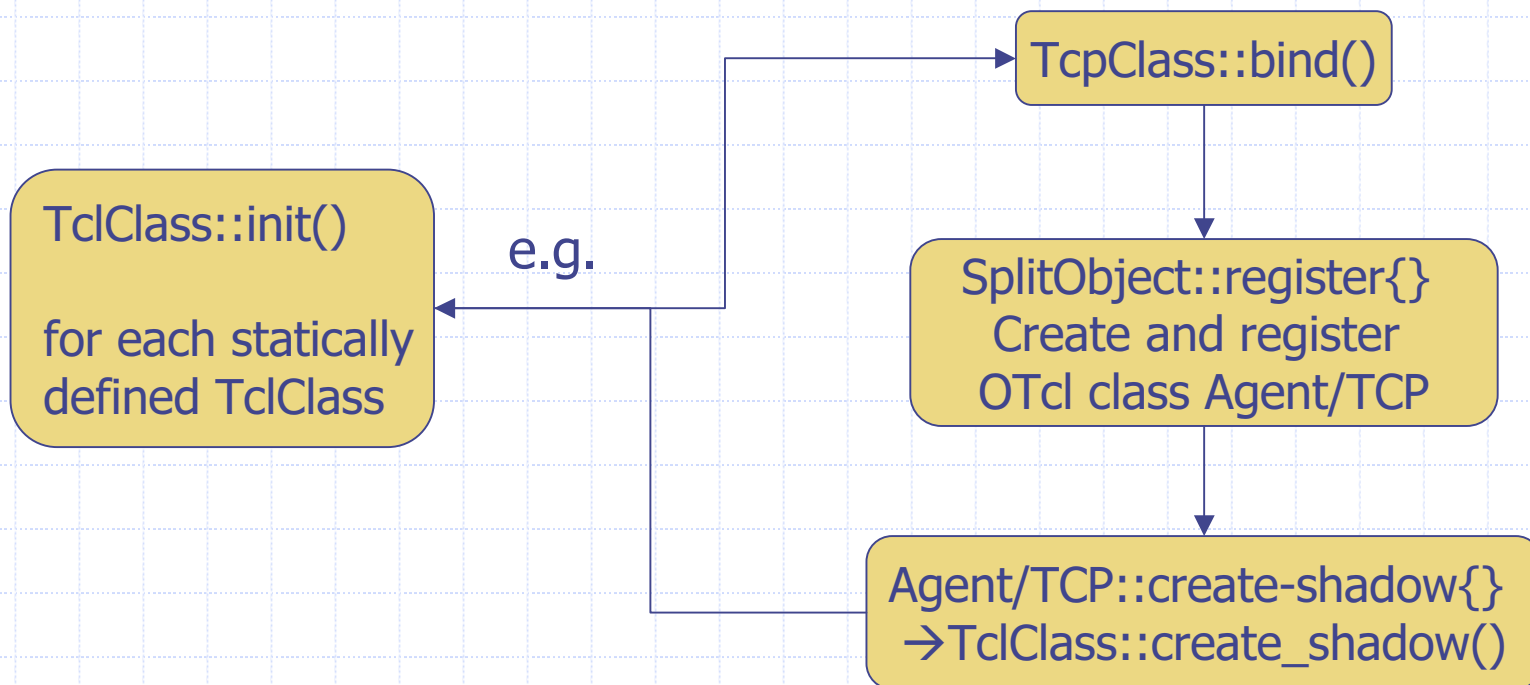 TclClass::init()
for each statically
defined TclClass
e.g.
TcpClass::bind()
SplitObject::register{}
Create and register
OTcl class Agent/TCP
Agent/TCP::create-shadow{}
→TclClass::create_shadow()